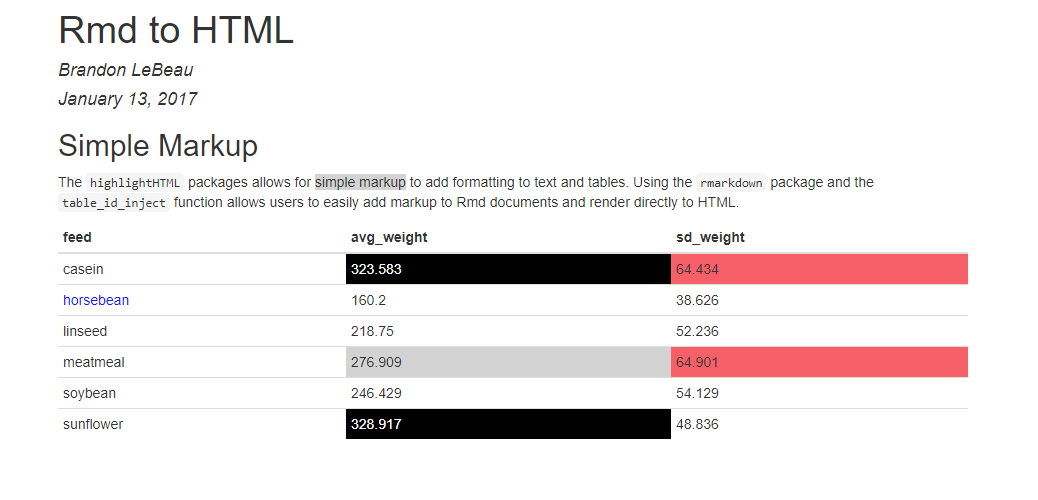 Rmd to HTML
Brandon LeBeau
January 13, 2017
Simple Markup
The highlightHTML packages allows for simple markup to add formatting to text and tables. Using the rmarkdown package and the
table_id_inject function allows users to easily add markup to Rmd documents and render directly to HTML.
feed avg_weight sd_weight
casein 323.583 64.434
horsebean 160.2 38.626
linseed 218.75 52.236
meatmeal 276.909 64.901
soybean 246.429 54.129
sunflower 328.917 48.836